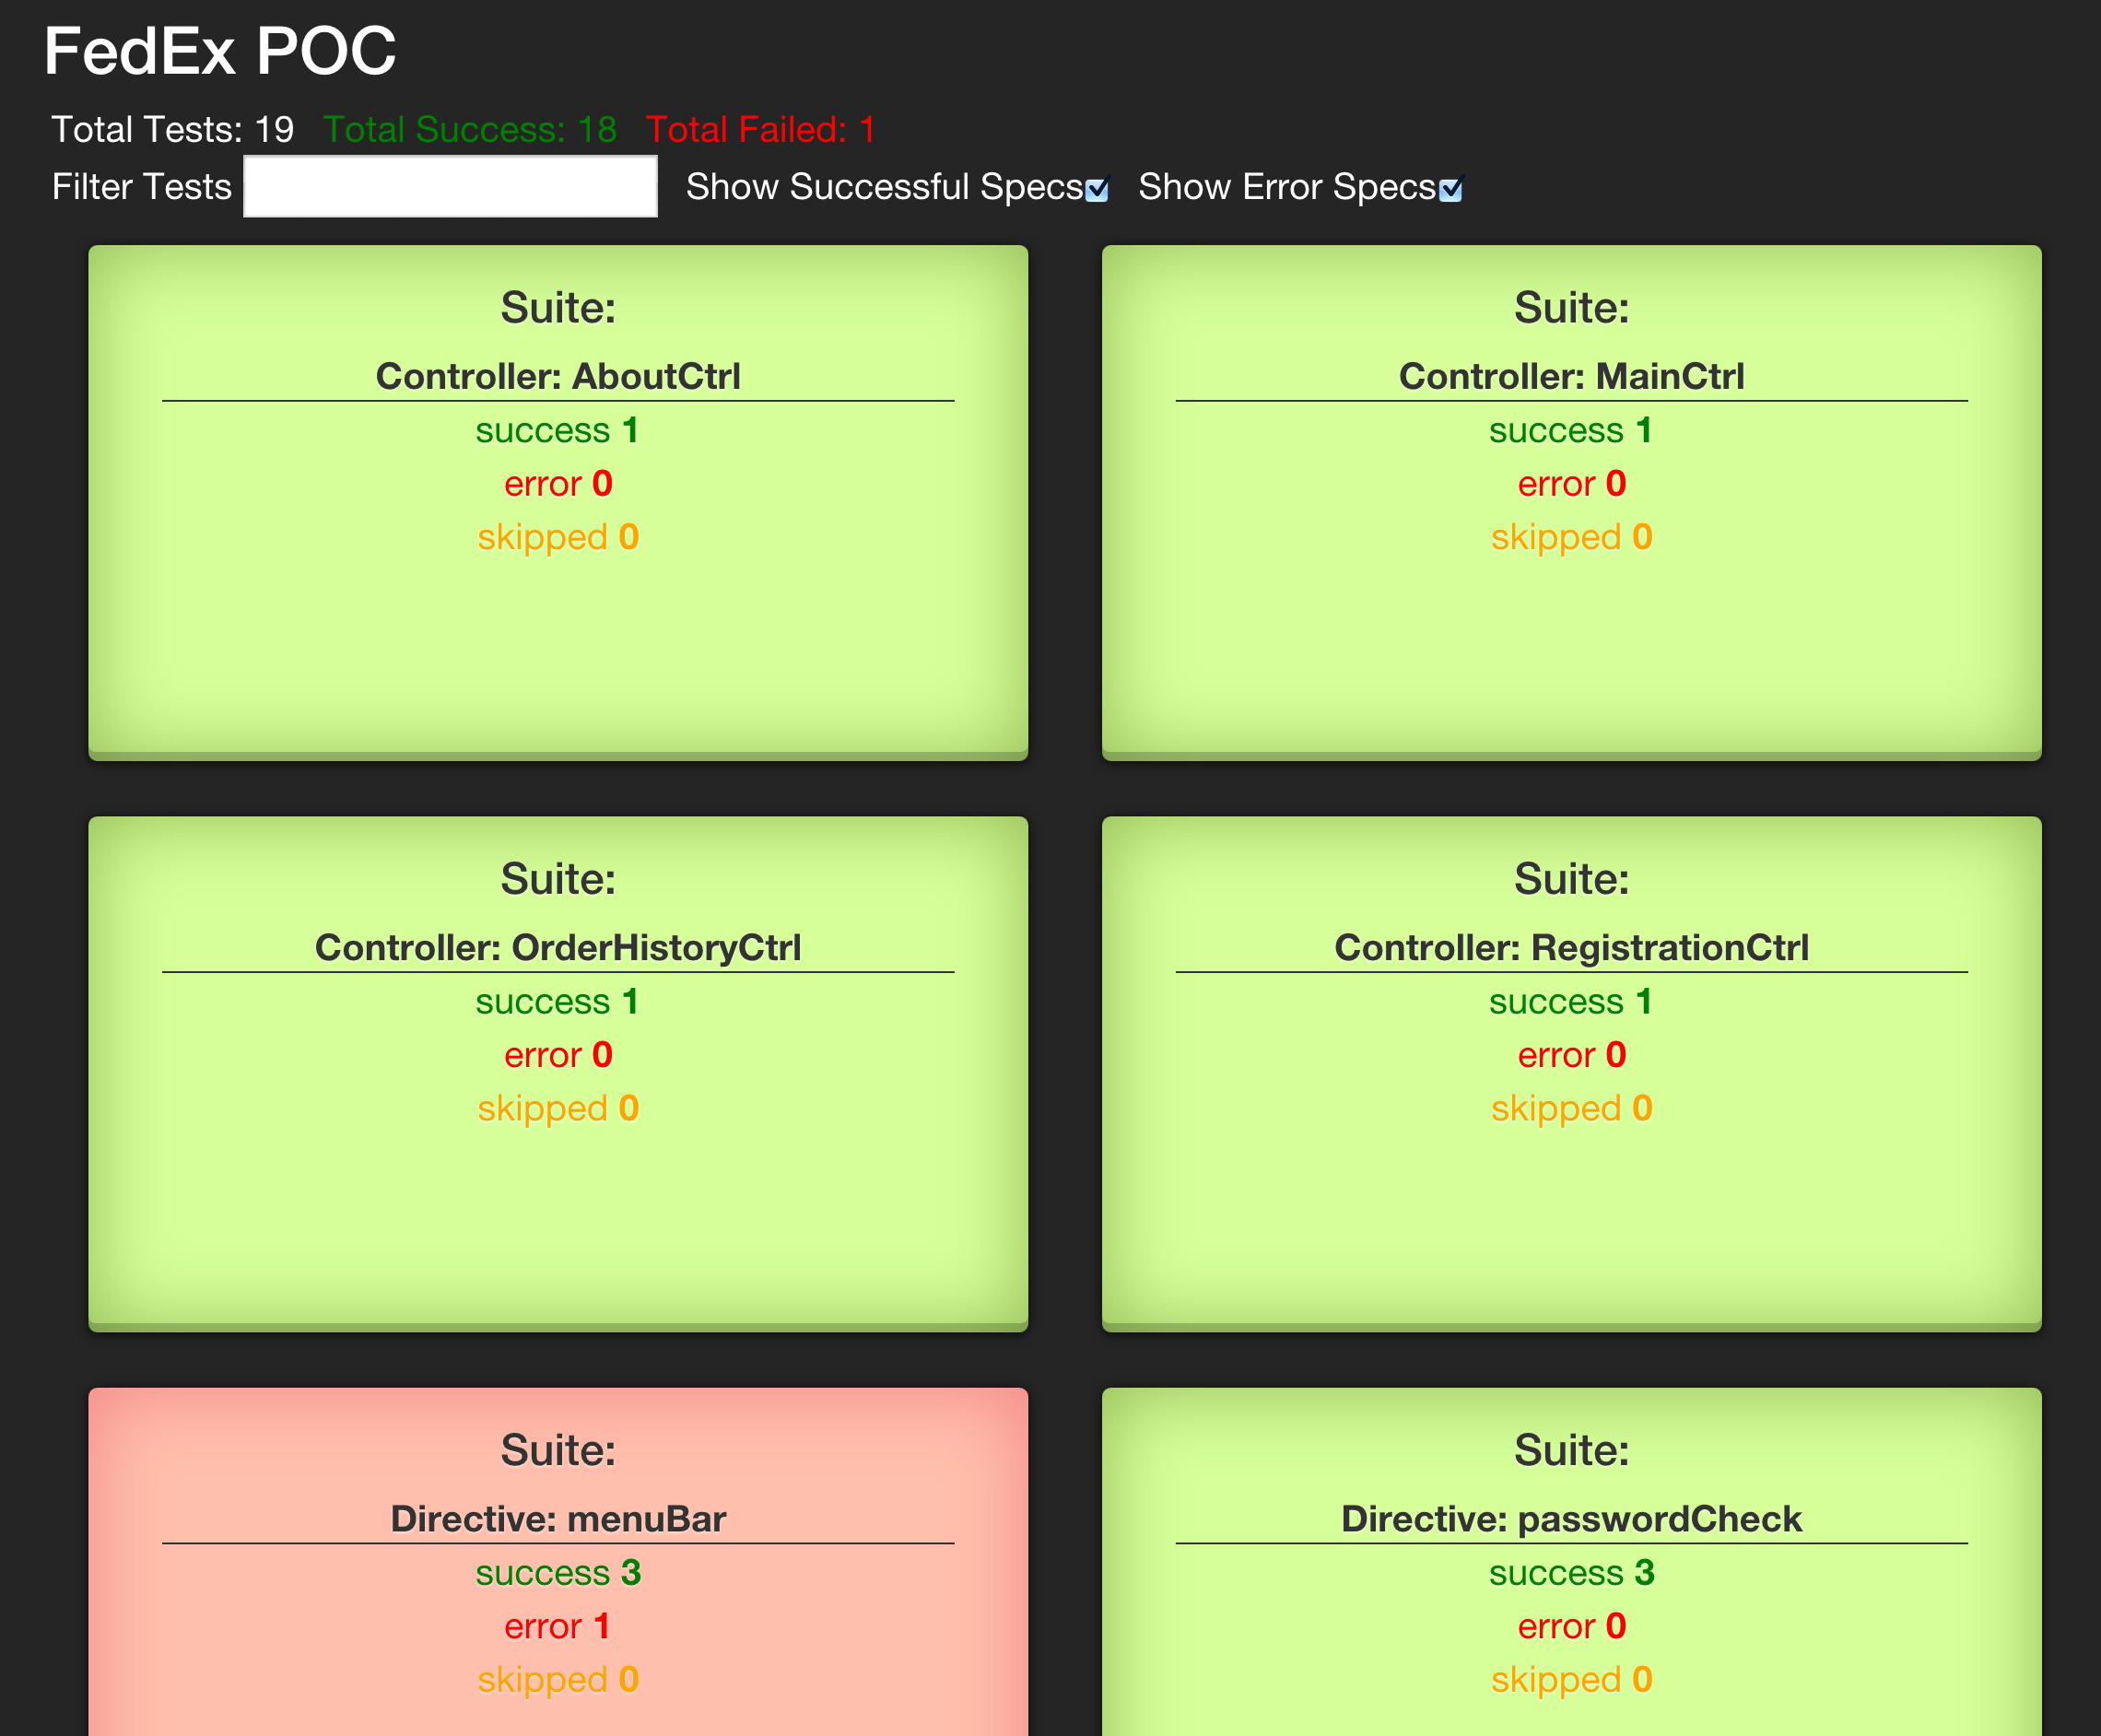 FedEx POC
Total Tests: 19 Total Success: 18 Total Failed: 1
Filter Tests Show Successful Specs Show Error Specs
Suite:
Controller: AboutCtrl
success 1
error 0
skipped 0
Suite:
Controller: MainCtrl
success 1
error 0
skipped 0
Suite:
Controller: OrderHistoryCtrl
success 1
error 0
skipped 0
Suite:
Controller: RegistrationCtrl
success 1
error 0
skipped 0
Suite:
Directive: menuBar
success 3
error 1
skipped 0
Suite:
Directive: passwordCheck
success 3
error 0
skipped 0